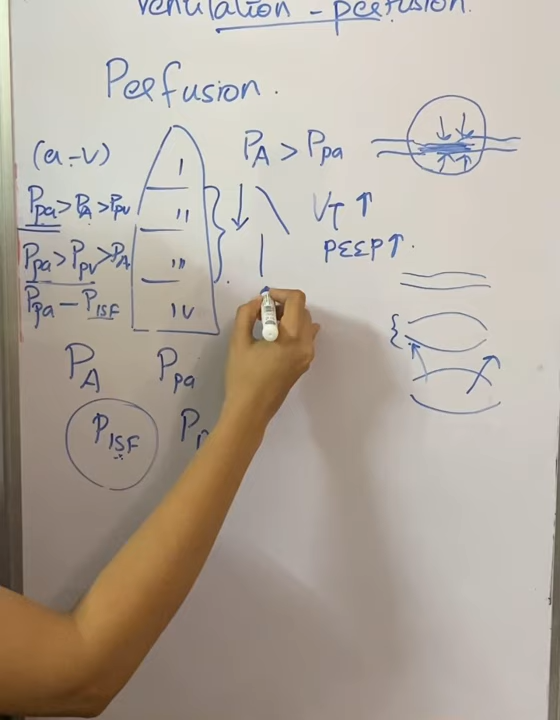 ventilation - perfusion.
Perfusion.
(a-v)
I
PA > Ppa
Ppa > PA > Ppv
II
VT ↑
PEEP ↑.
Ppa > Ppv > PA
III
Ppa - PISF
IV
PA Ppa
PISF